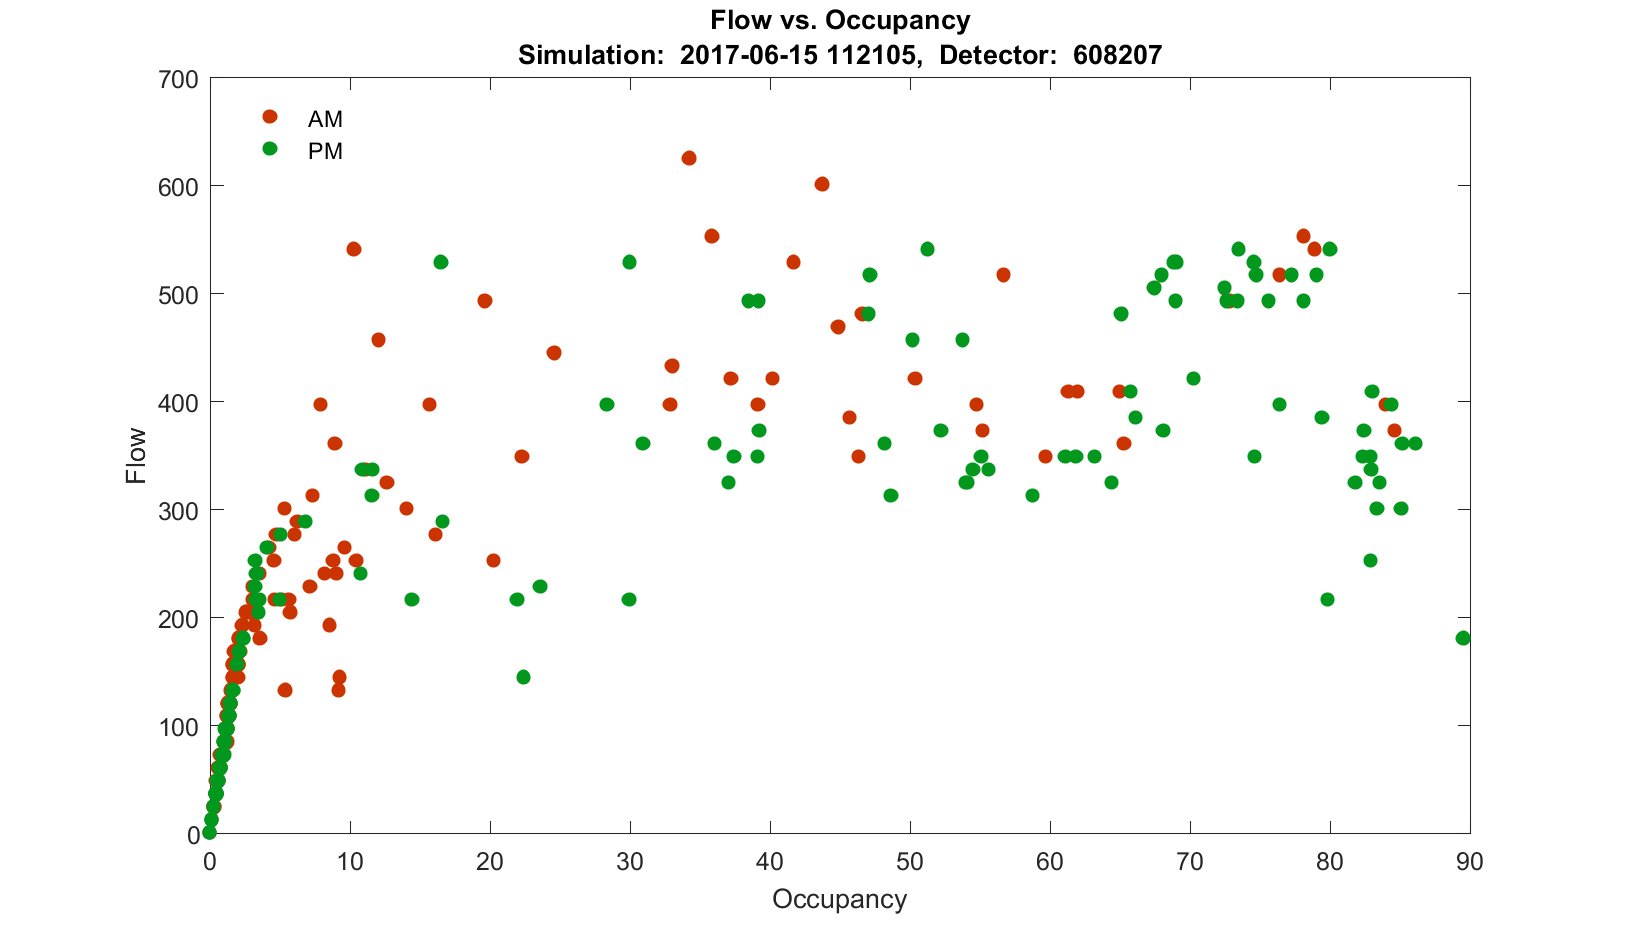 Flow vs. Occupancy
Simulation:  2017-06-15 112105,  Detector:  608207
700
AM
PM
600
500
400
Flow
300
200
100
0
0 10 20 30 40 50 60 70 80 90
Occupancy